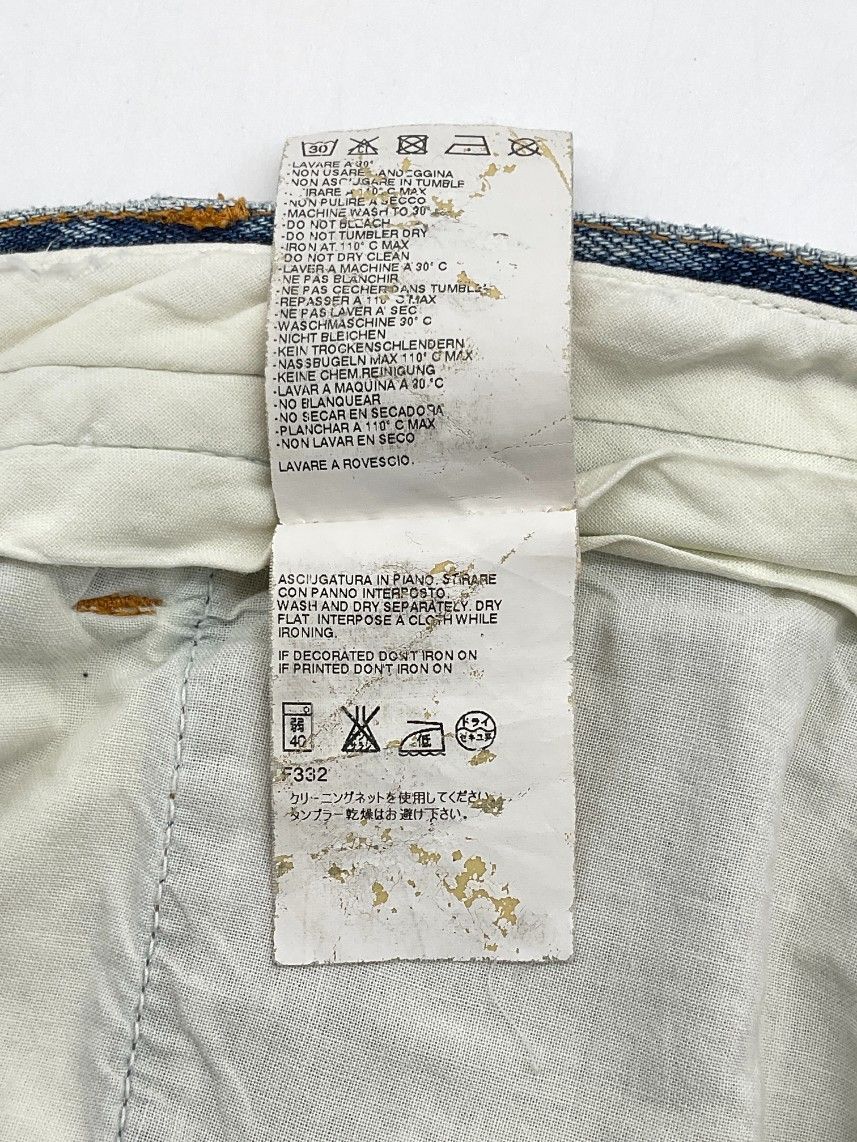 30 CL
-LAVARE A 30°
-NON USARE CANDEGGINA
-NON ASCIUGARE IN TUMBLE
STIRARE A 110° C MAX
-NON PULIRE A SECCO
-MACHINE WASH TO 30°
-DO NOT BLEACH
-DO NOT TUMBLER DRY
-IRON AT 110° C MAX
-DO NOT DRY CLEAN
-LAVER A MACHINE A 30° C
-NE PAS BLANCHIR
-NE PAS CECHER DANS TUMBLER
-REPASSER A 110° C MAX
-NE PAS LAVER A SEC
-WASCHMASCHINE 30° C
-NICHT BLEICHEN
-KEIN TROCKENSCHLENDERN
-NASSBUGELN MAX 110° C MAX
-KEINE CHEM.REINIGUNG
-LAVAR A MAQUINA A 30.°C
-NO BLANQUEAR
-NO SECAR EN SECADORA
-PLANCHAR A 110° C MAX
-NON LAVAR EN SECO
LAVARE A ROVESCIO.
ASCIUGATURA IN PIANO. STIRARE
CON PANNO INTERPOSTO.
WASH AND DRY SEPARATELY. DRY
FLAT. INTERPOSE A CLOTH WHILE
IRONING.
IF DECORATED DON'T IRON ON
IF PRINTED DON'T IRON ON
弱 40 低 ドライ
F332
クリーニングネットを使用してください。
タンブラー乾燥はお避け下さい。